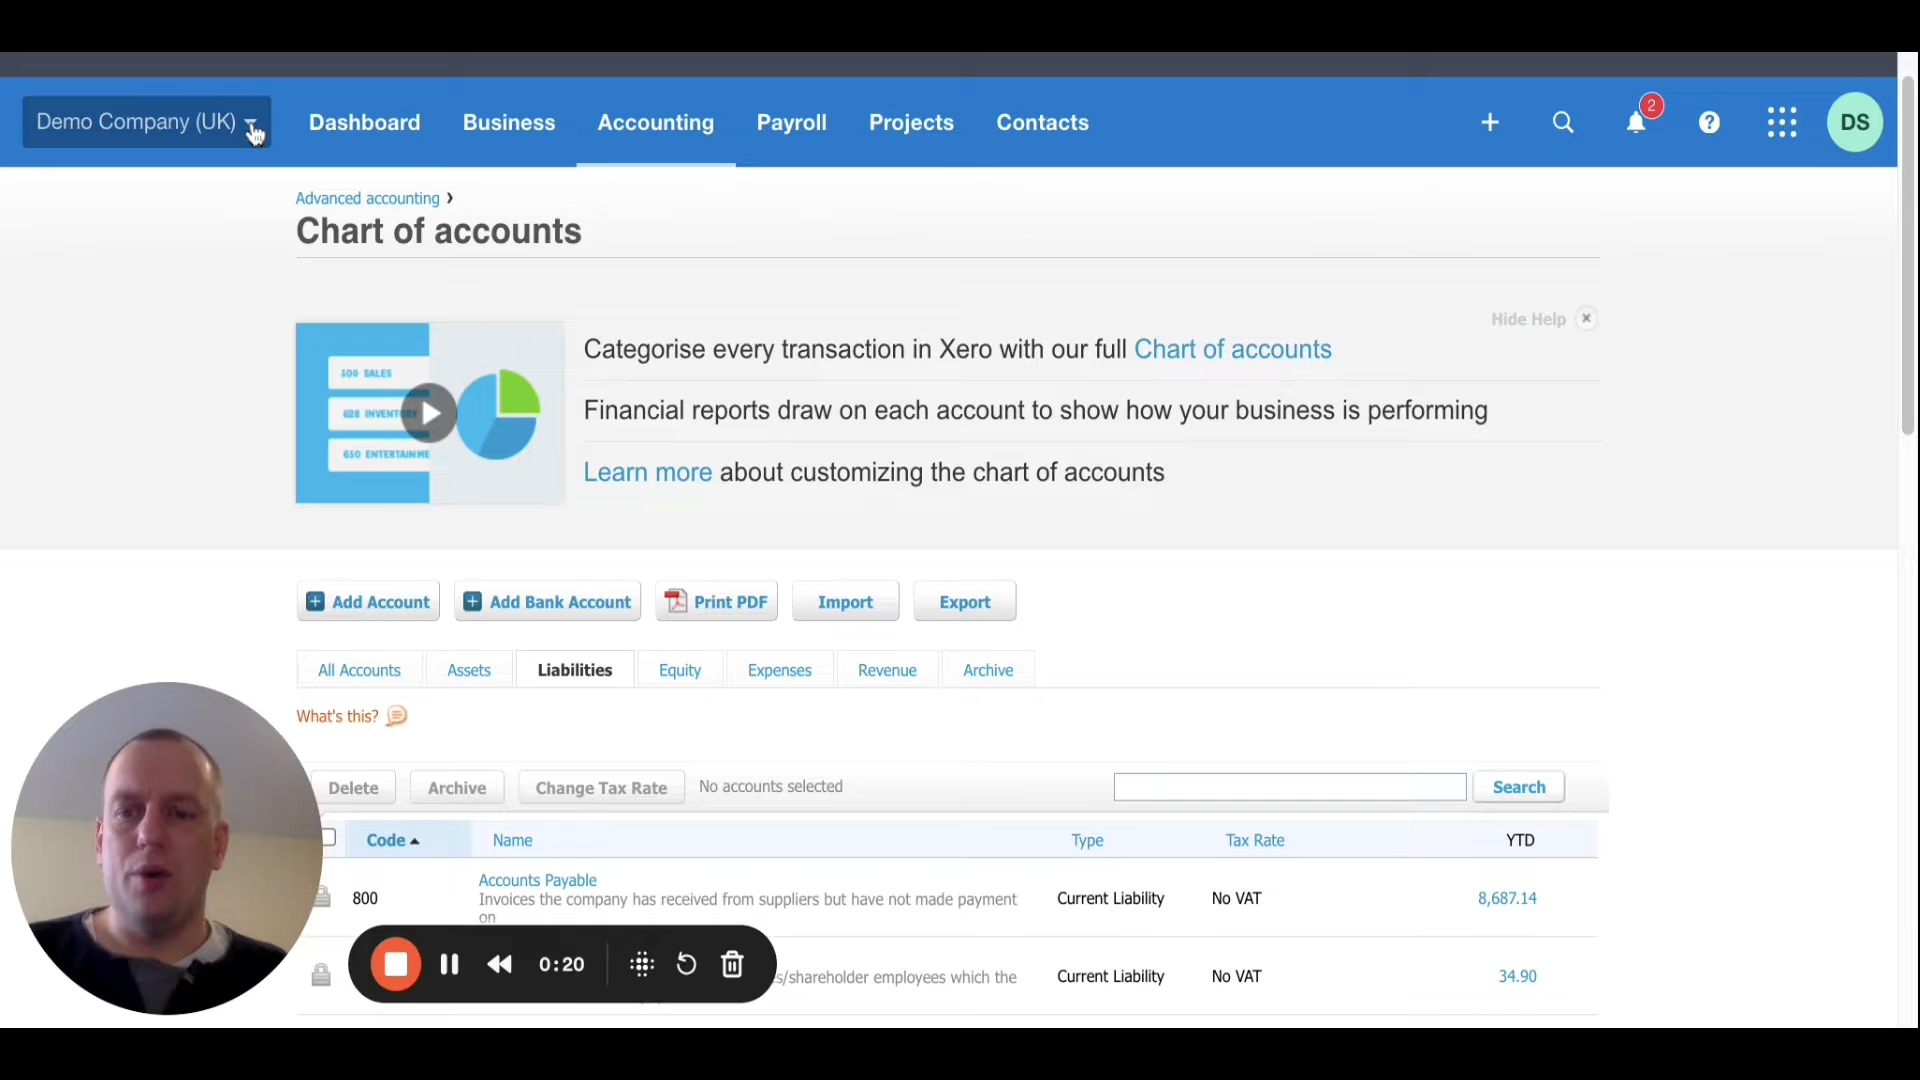 Demo Company (UK)
Dashboard
Business
Accounting
Payroll
Projects
Contacts
2
DS
Advanced accounting ›
Chart of accounts
Hide Help
500 SALES
628 INVENTORY
650 ENTERTAINME
Categorise every transaction in Xero with our full Chart of accounts
Financial reports draw on each account to show how your business is performing
Learn more about customizing the chart of accounts
Add Account
Add Bank Account
Print PDF
Import
Export
All Accounts
Assets
Liabilities
Equity
Expenses
Revenue
Archive
What's this?
Delete
Archive
Change Tax Rate
No accounts selected
Search
Code
Name
Type
Tax Rate
YTD
800
Accounts Payable
Invoices the company has received from suppliers but have not made payment
on
Current Liability
No VAT
8,687.14
0:20
s/shareholder employees which the
Current Liability
No VAT
34.90